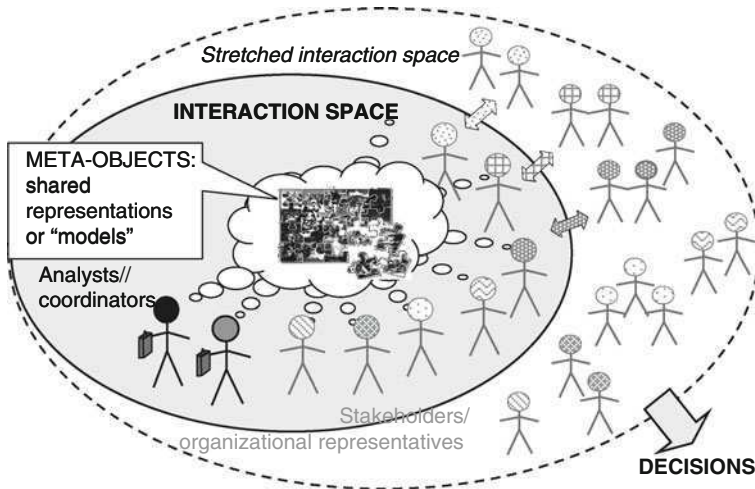 Stretched interaction space
INTERACTION SPACE
META-OBJECTS:
shared
representations
or “models”
Analysts//
coordinators
Stakeholders/
organizational representatives
DECISIONS